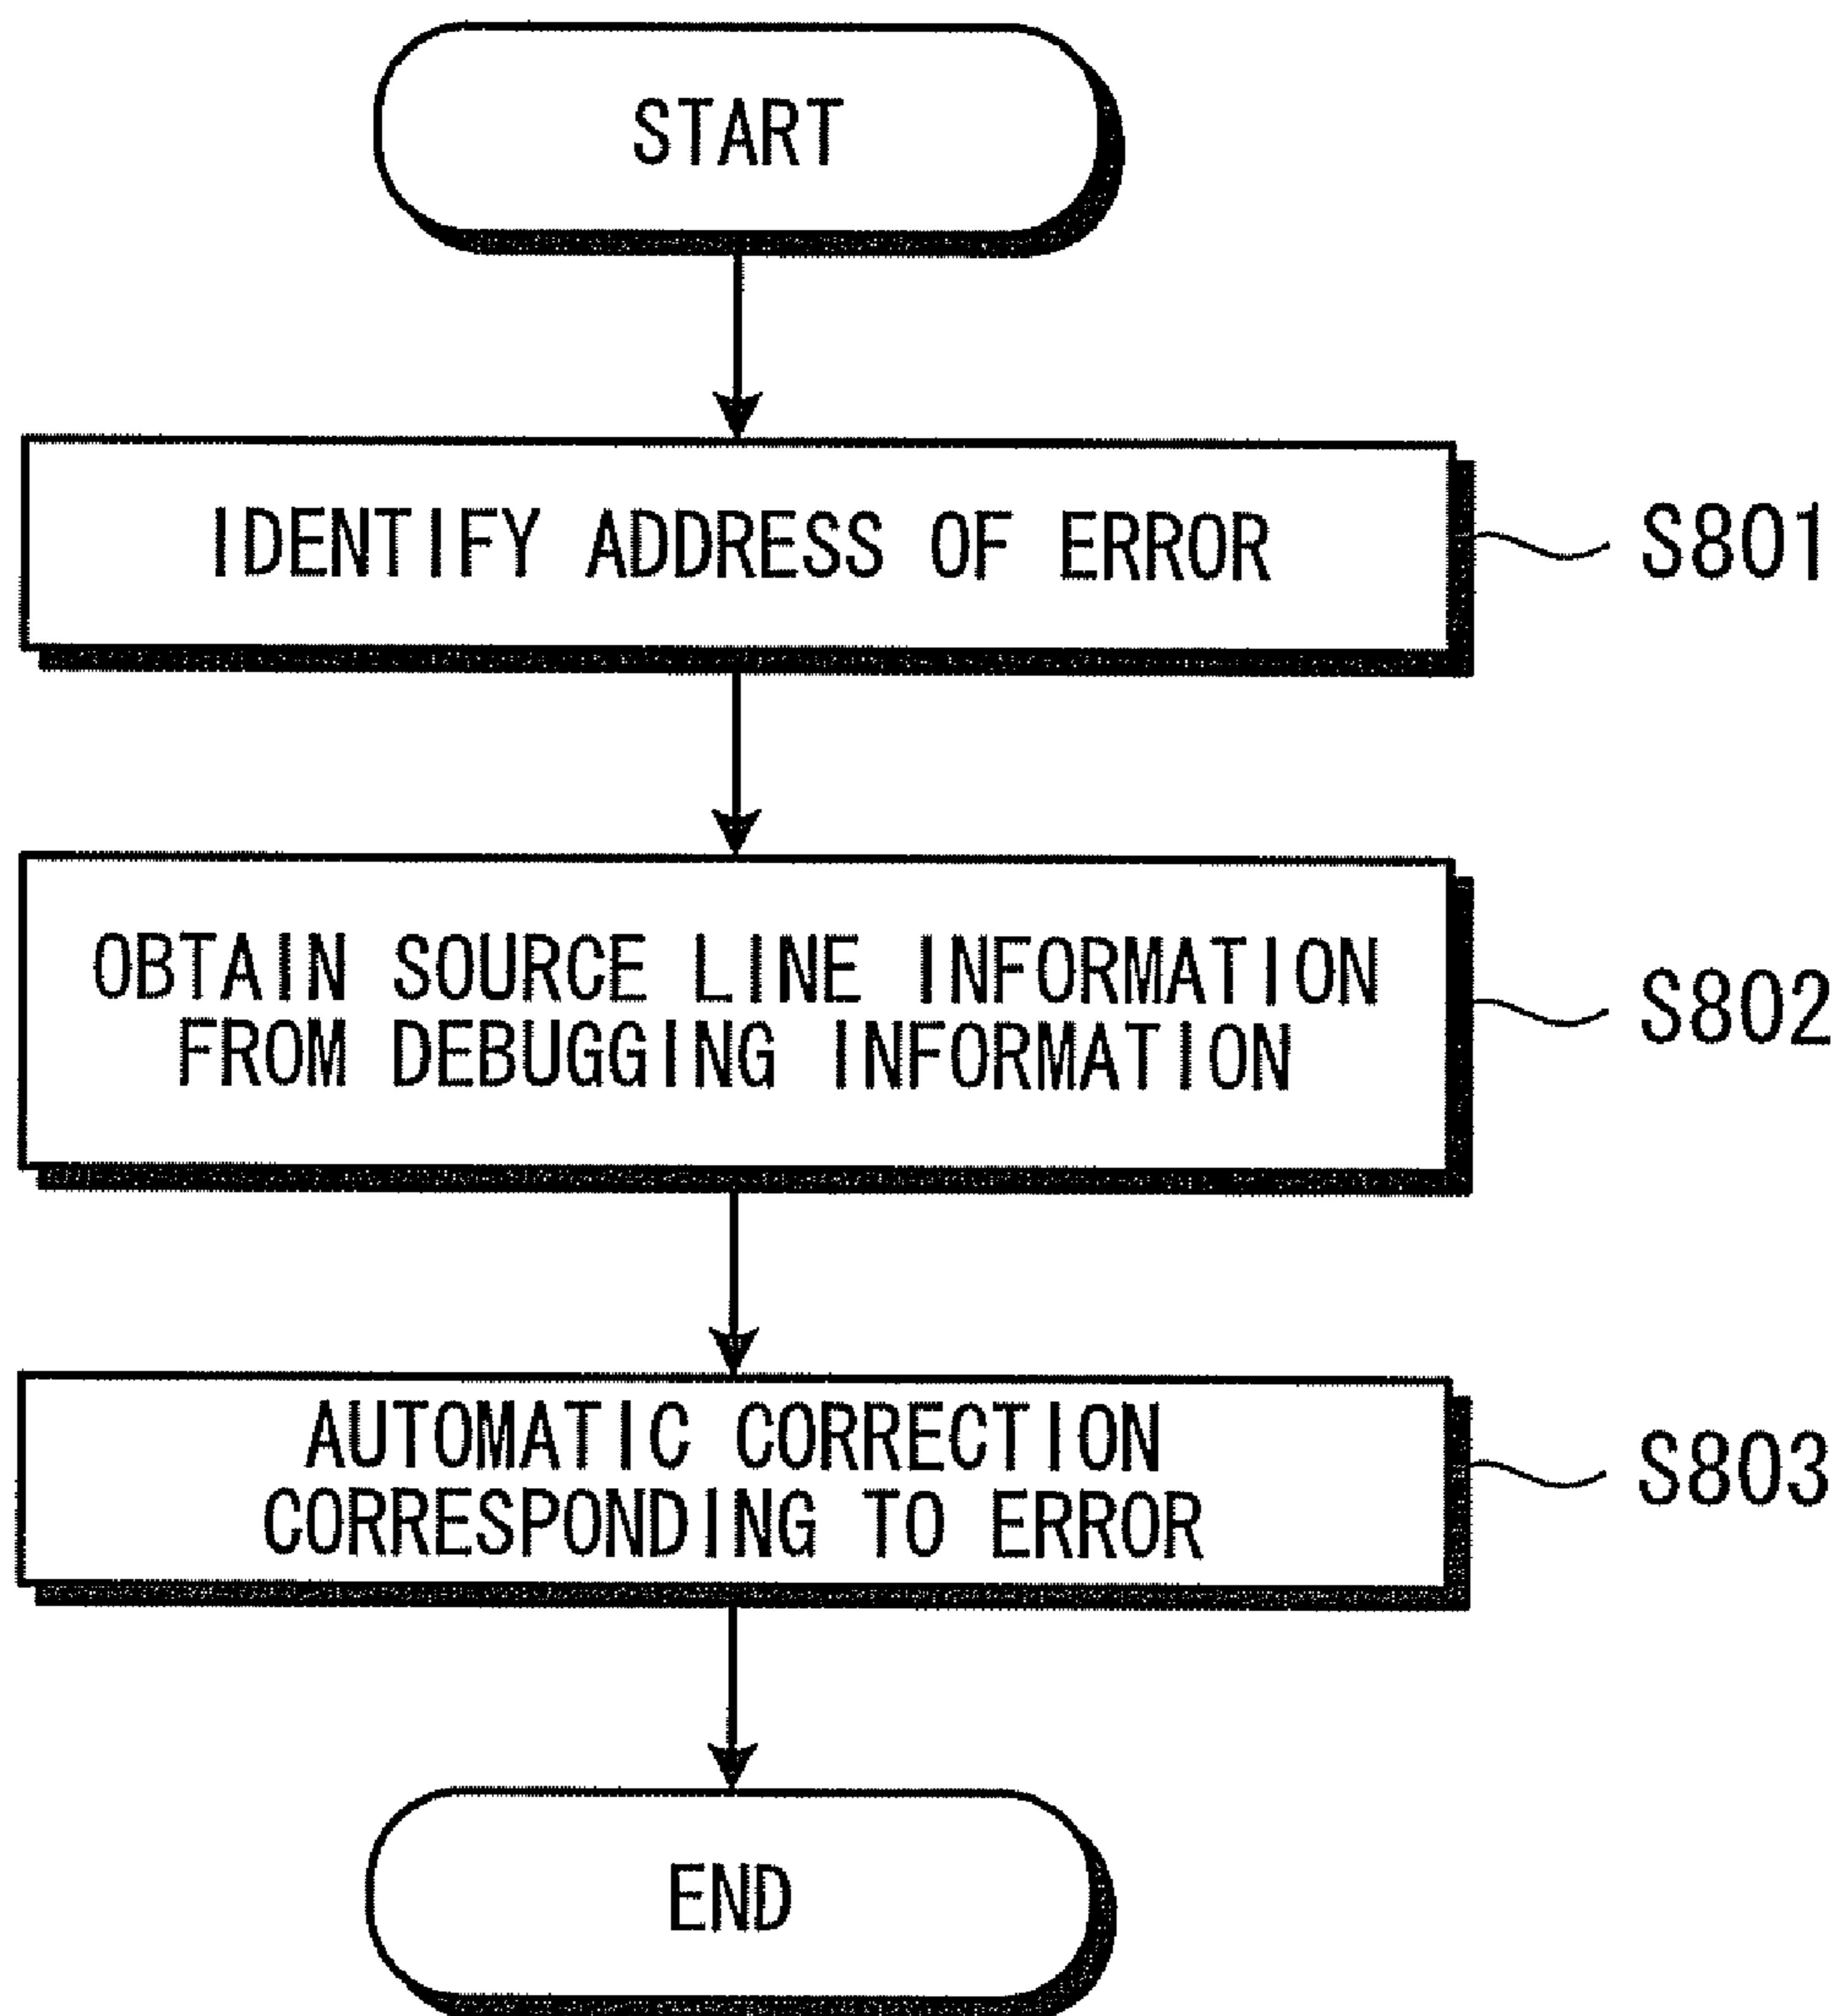 START
IDENTIFY ADDRESS OF ERROR
S801
OBTAIN SOURCE LINE INFORMATION
FROM DEBUGGING INFORMATION
S802
AUTOMATIC CORRECTION
CORRESPONDING TO ERROR
S803
END